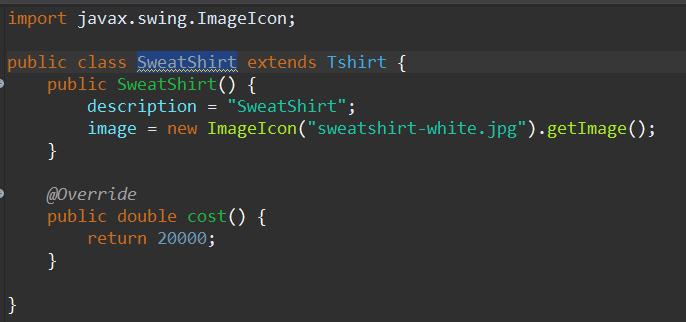 import javax.swing.ImageIcon;
public class SweatShirt extends Tshirt {
public SweatShirt() {
description = "SweatShirt";
image = new ImageIcon("sweatshirt-white.jpg").getImage();
}
@Override
public double cost() {
return 20000;
}
}